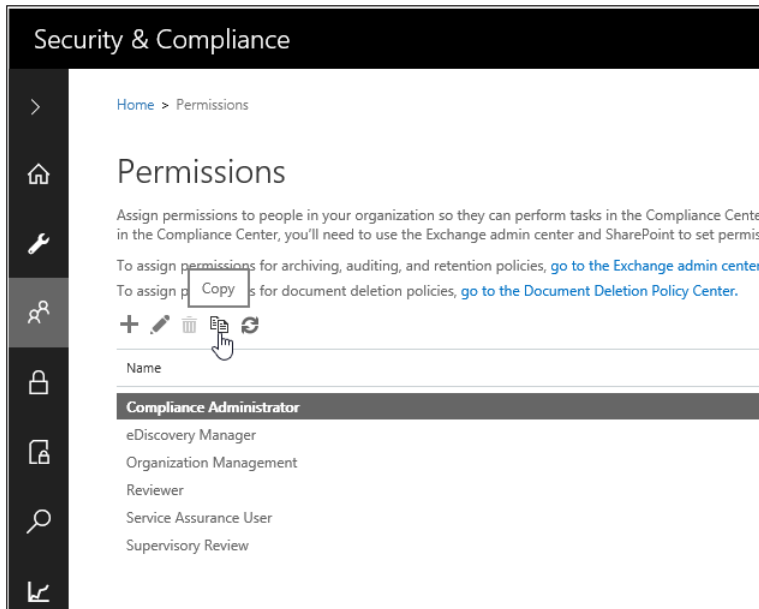 Security & Compliance
Home > Permissions
Permissions
Assign permissions to people in your organization so they can perform tasks in the Compliance Cente
in the Compliance Center, you'll need to use the Exchange admin center and SharePoint to set permis
To assign permissions for archiving, auditing, and retention policies, go to the Exchange admin center
To assign p s for document deletion policies, go to the Document Deletion Policy Center.
Copy
Name
Compliance Administrator
eDiscovery Manager
Organization Management
Reviewer
Service Assurance User
Supervisory Review